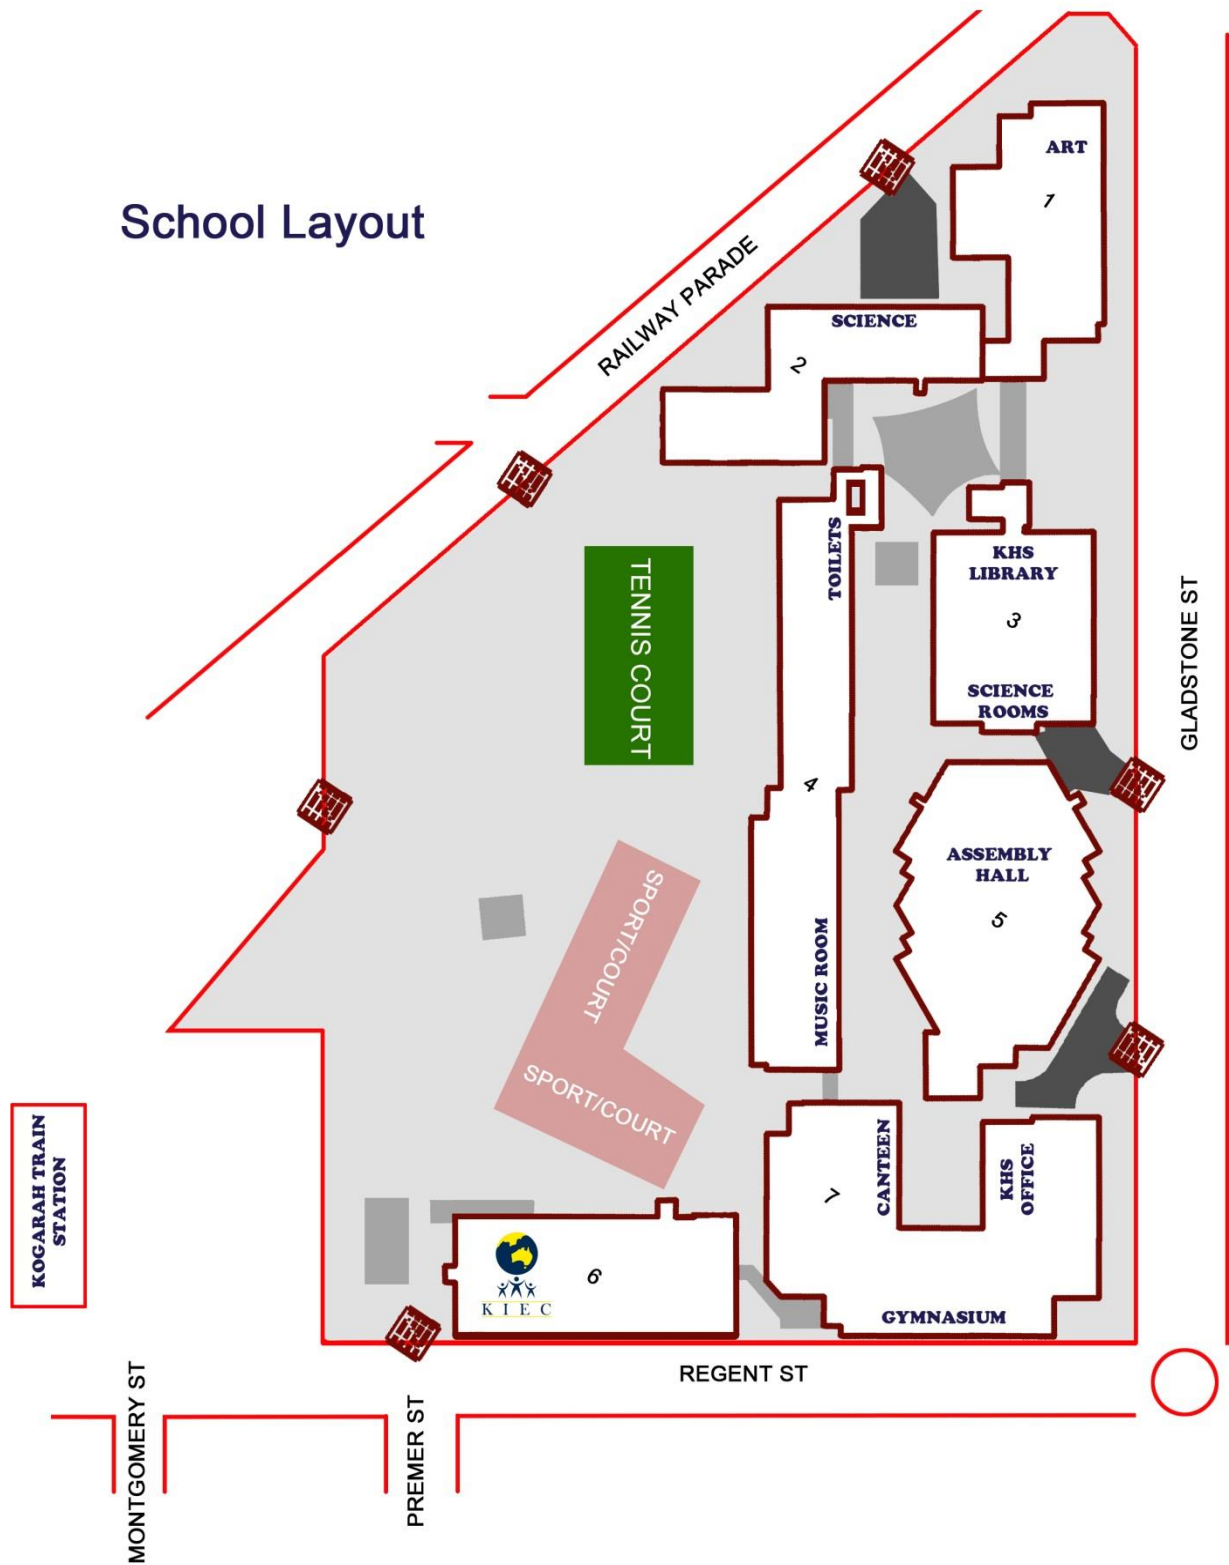 School Layout
RAILWAY PARADE
ART
1
SCIENCE
2
TOILETS
KHS
LIBRARY
3
SCIENCE
ROOMS
GLADSTONE ST
TENNIS COURT
4
ASSEMBLY
HALL
5
SPORT/COURT
MUSIC ROOM
SPORT/COURT
KOGARAH TRAIN
STATION
CANTEEN
KHS
OFFICE
7
KIEC
6
GYMNASIUM
REGENT ST
MONTGOMERY ST
PREMER ST